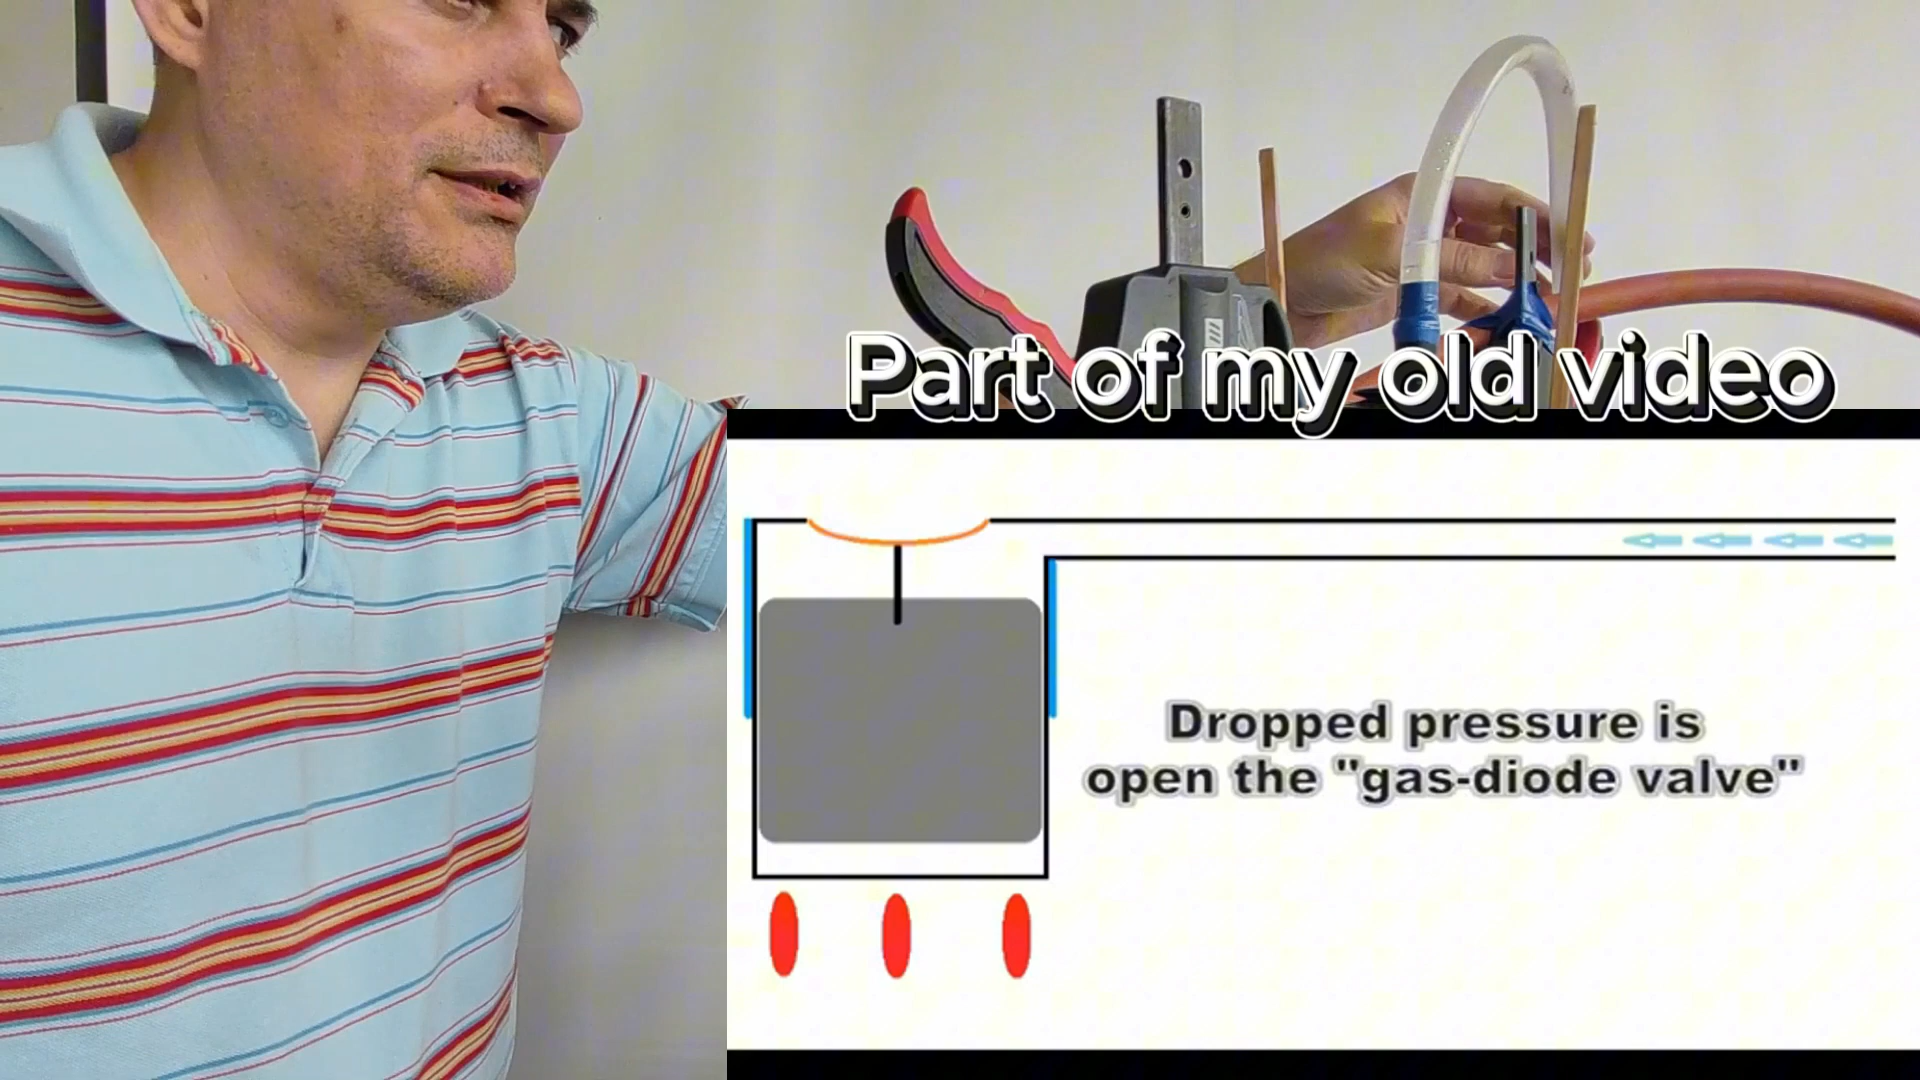 Part of my old video
Dropped pressure is
open the "gas-diode valve"